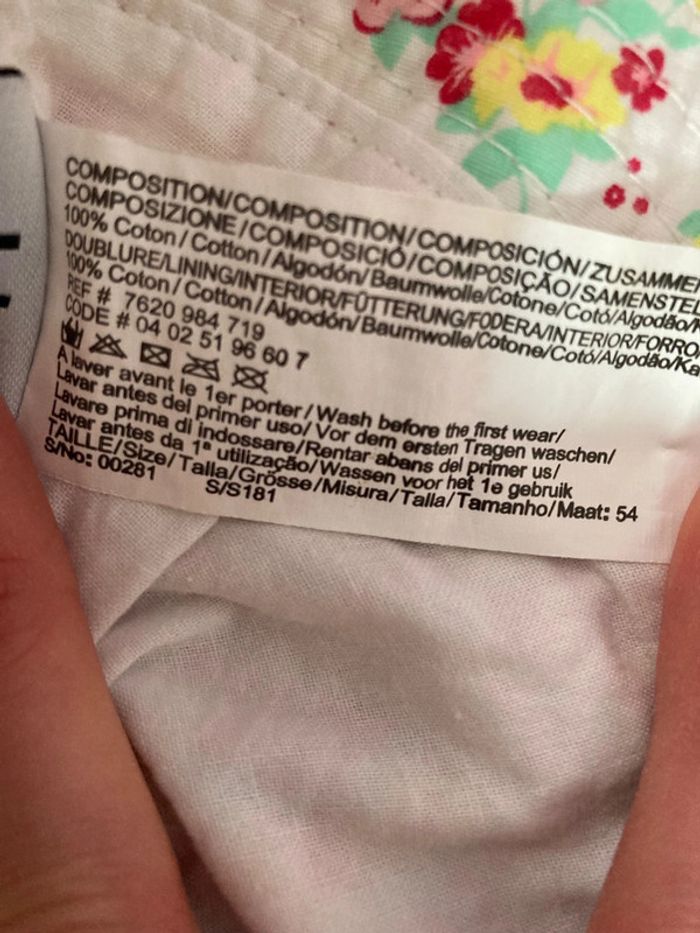 COMPOSITION/COMPOSITION/COMPOSICIÓN/ZUSAMMEN
COMPOSIZIONE/COMPOSICIÓ/COMPOSIÇÃO/SAMENSTEL
100% Coton/Cotton/Algodón/Baumwolle/Cotone/Cotó/Algodão/K
DOUBLURE/LINING/INTERIOR/FÜTTERUNG/FODERA/INTERIOR/FORRO
100% Coton/Cotton/Algodón/Baumwolle/Cotone/Cotó/Algodão/Ka
REF # 7620 984 719
CODE # 04 02 51 96 60 7
A laver avant le 1er porter/Wash before the first wear/
Lavar antes del primer uso/Vor dem ersten Tragen waschen/
Lavare prima di indossare/Rentar abans del primer us/
Lavar antes da 1ª utilização/Wassen voor het 1e gebruik
TAILLE/Size/Talla/Grösse/Misura/Talla/Tamanho/Maat: 54
S/No: 00281 S/S181